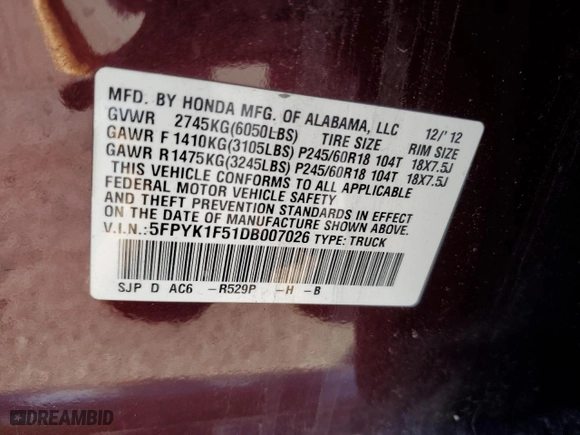 MFD. BY HONDA MFG. OF ALABAMA, LLC 12/'12
GVWR 2745KG(6050LBS) TIRE SIZE RIM SIZE
GAWR F 1410KG(3105LBS) P245/60R18 104T 18X7.5J
GAWR R1475KG(3245LBS) P245/60R18 104T 18X7.5J
THIS VEHICLE CONFORMS TO ALL APPLICABLE
FEDERAL MOTOR VEHICLE SAFETY
AND THEFT PREVENTION STANDARDS IN EFFECT
ON THE DATE OF MANUFACTURE SHOWN ABOVE.
V.I.N.:5FPYK1F51DB007026 TYPE: TRUCK
SJP D AC6 -R529P -H -B
DREAMBID